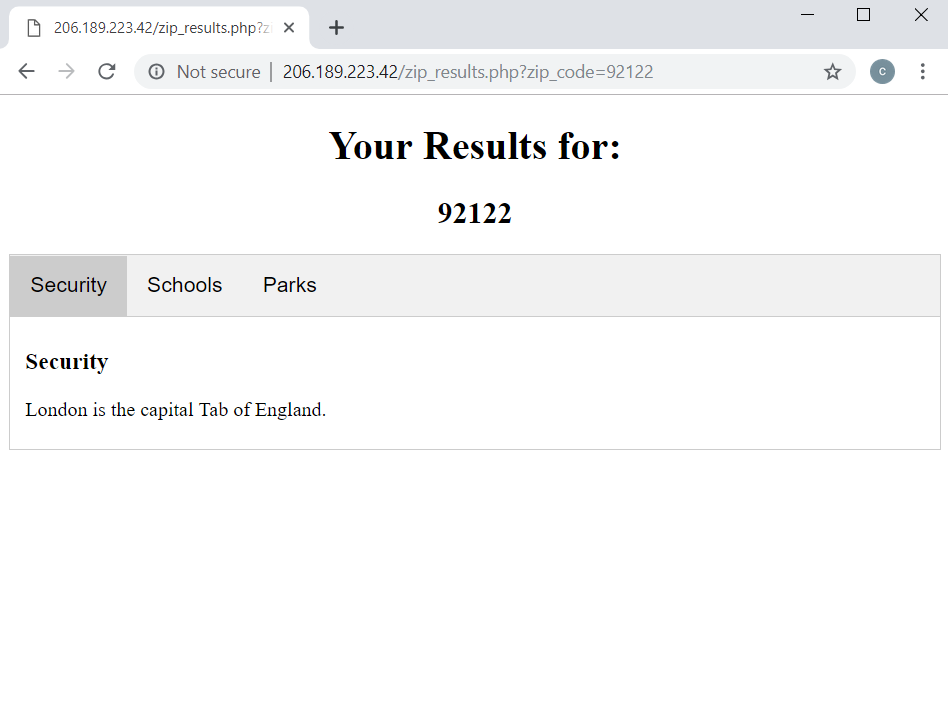 206.189.223.42/zip_results.php?z
Not secure | 206.189.223.42/zip_results.php?zip_code=92122
C
Your Results for:
92122
Security Schools Parks
Security
London is the capital Tab of England.